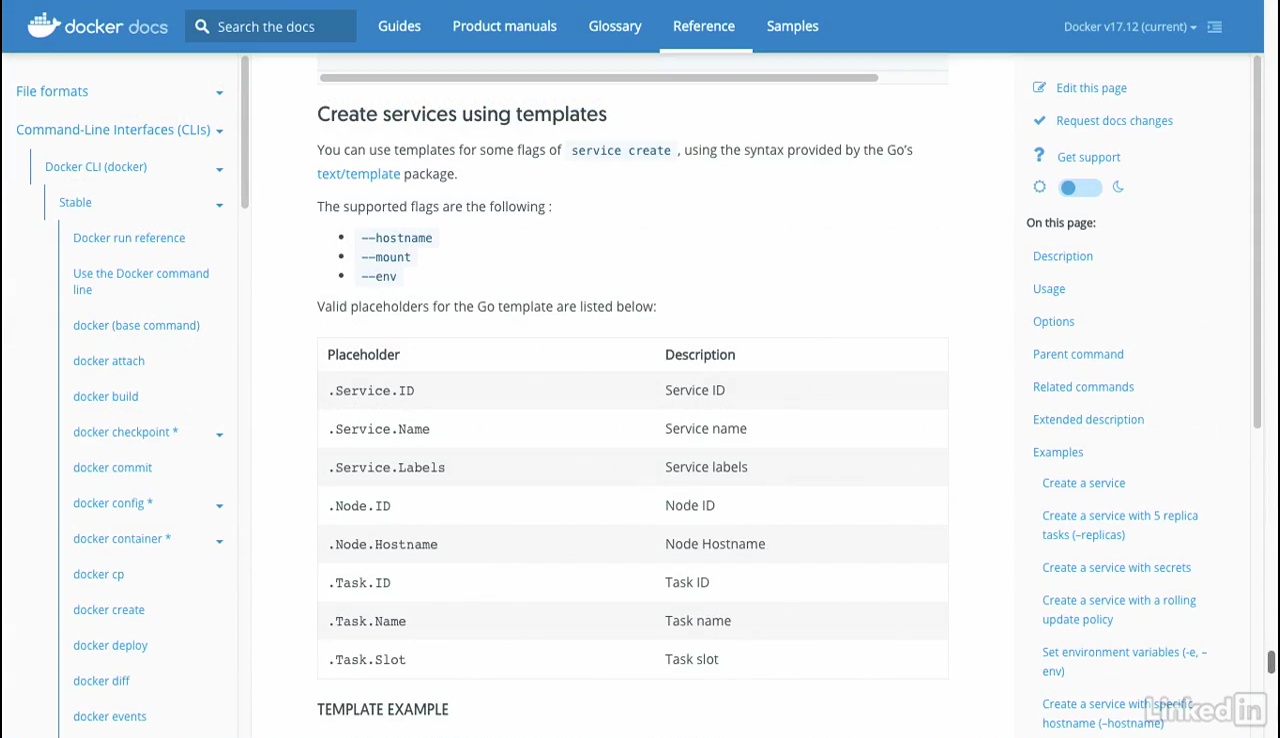 docker docs
Search the docs
Guides
Product manuals
Glossary
Reference
Samples
Docker v17.12 (current)
File formats
Command-Line Interfaces (CLIs)
Docker CLI (docker)
Stable
Docker run reference
Use the Docker command
line
docker (base command)
docker attach
docker build
docker checkpoint *
docker commit
docker config *
docker container *
docker cp
docker create
docker deploy
docker diff
docker events
Create services using templates
You can use templates for some flags of service create , using the syntax provided by the Go's
text/template package.
The supported flags are the following :
--hostname
--mount
--env
Valid placeholders for the Go template are listed below:
Placeholder Description
.Service.ID Service ID
.Service.Name Service name
.Service.Labels Service labels
.Node.ID Node ID
.Node.Hostname Node Hostname
.Task.ID Task ID
.Task.Name Task name
.Task.Slot Task slot
TEMPLATE EXAMPLE
Edit this page
Request docs changes
Get support
On this page:
Description
Usage
Options
Parent command
Related commands
Extended description
Examples
Create a service
Create a service with 5 replica
tasks (–replicas)
Create a service with secrets
Create a service with a rolling
update policy
Set environment variables (-e, –
env)
Create a service with specific
hostname (–hostname)
Linked in